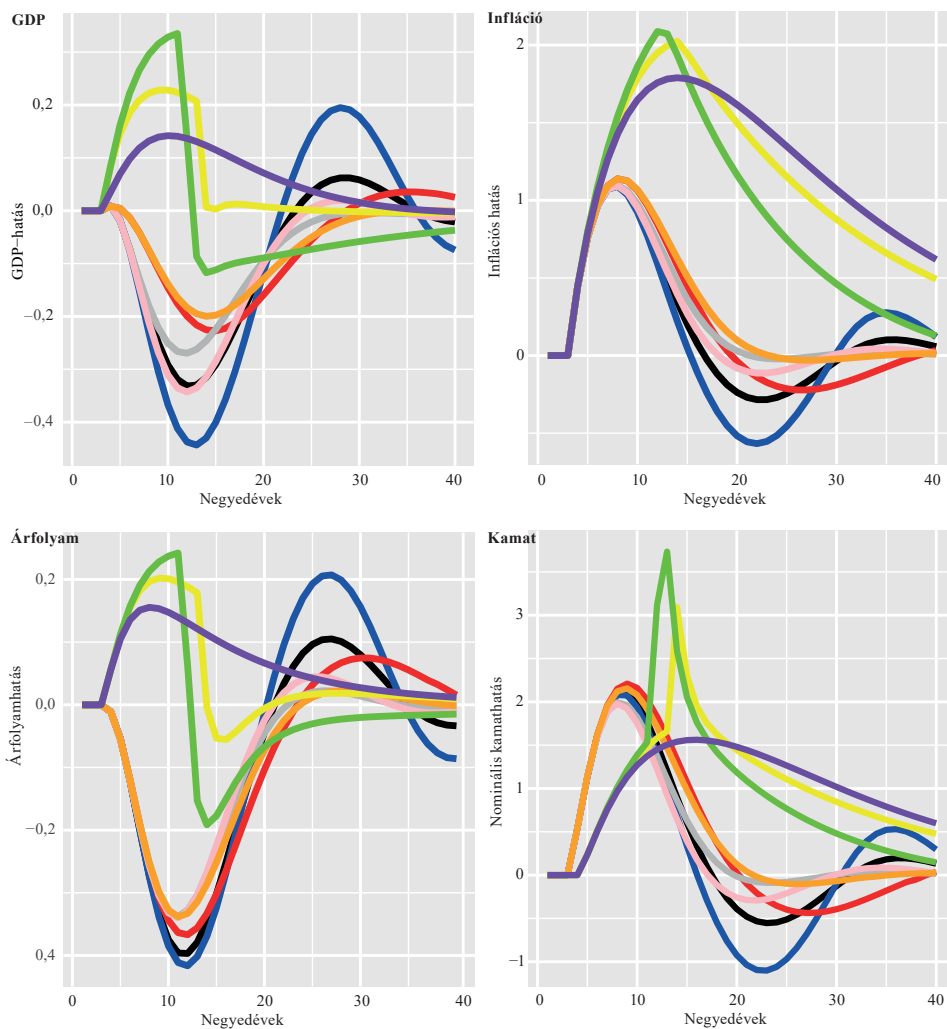 GDP
0,2
0,0
−0,2
−0,4
GDP−hatás
0 10 20 30 40
Negyedévek
Infláció
2
1
0
Inflációs hatás
0 10 20 30 40
Negyedévek
Árfolyam
0,2
0,0
−0,2
0,4
Árfolyamhatás
0 10 20 30 40
Negyedévek
Kamat
3
2
1
0
−1
Nominális kamathatás
0 10 20 30 40
Negyedévek